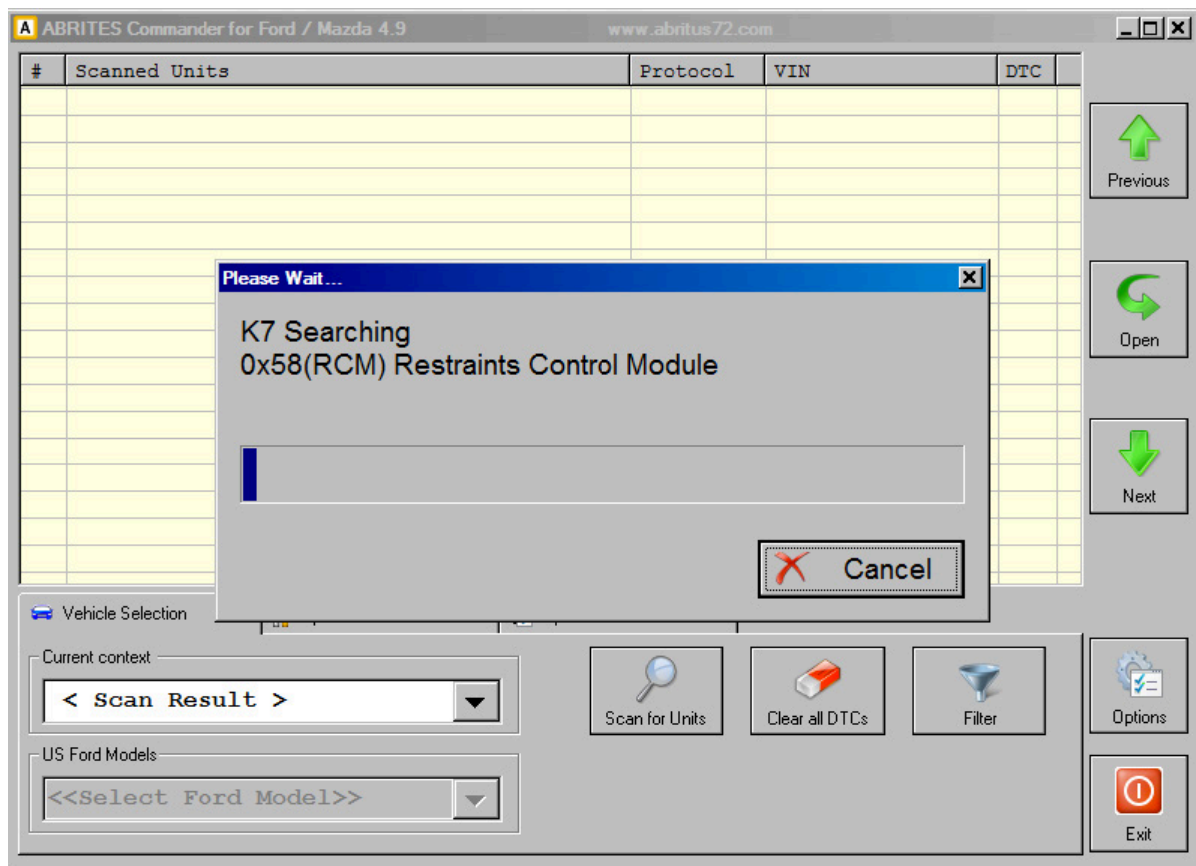 A ABRITES Commander for Ford / Mazda 4.9 www.abritus72.com
# Scanned Units Protocol VIN DTC
Previous
Please Wait...
K7 Searching
0x58(RCM) Restraints Control Module
Open
Next
Cancel
Vehicle Selection
Current context
< Scan Result >
Scan for Units Clear all DTCs Filter Options
US Ford Models
<<Select Ford Model>>
Exit